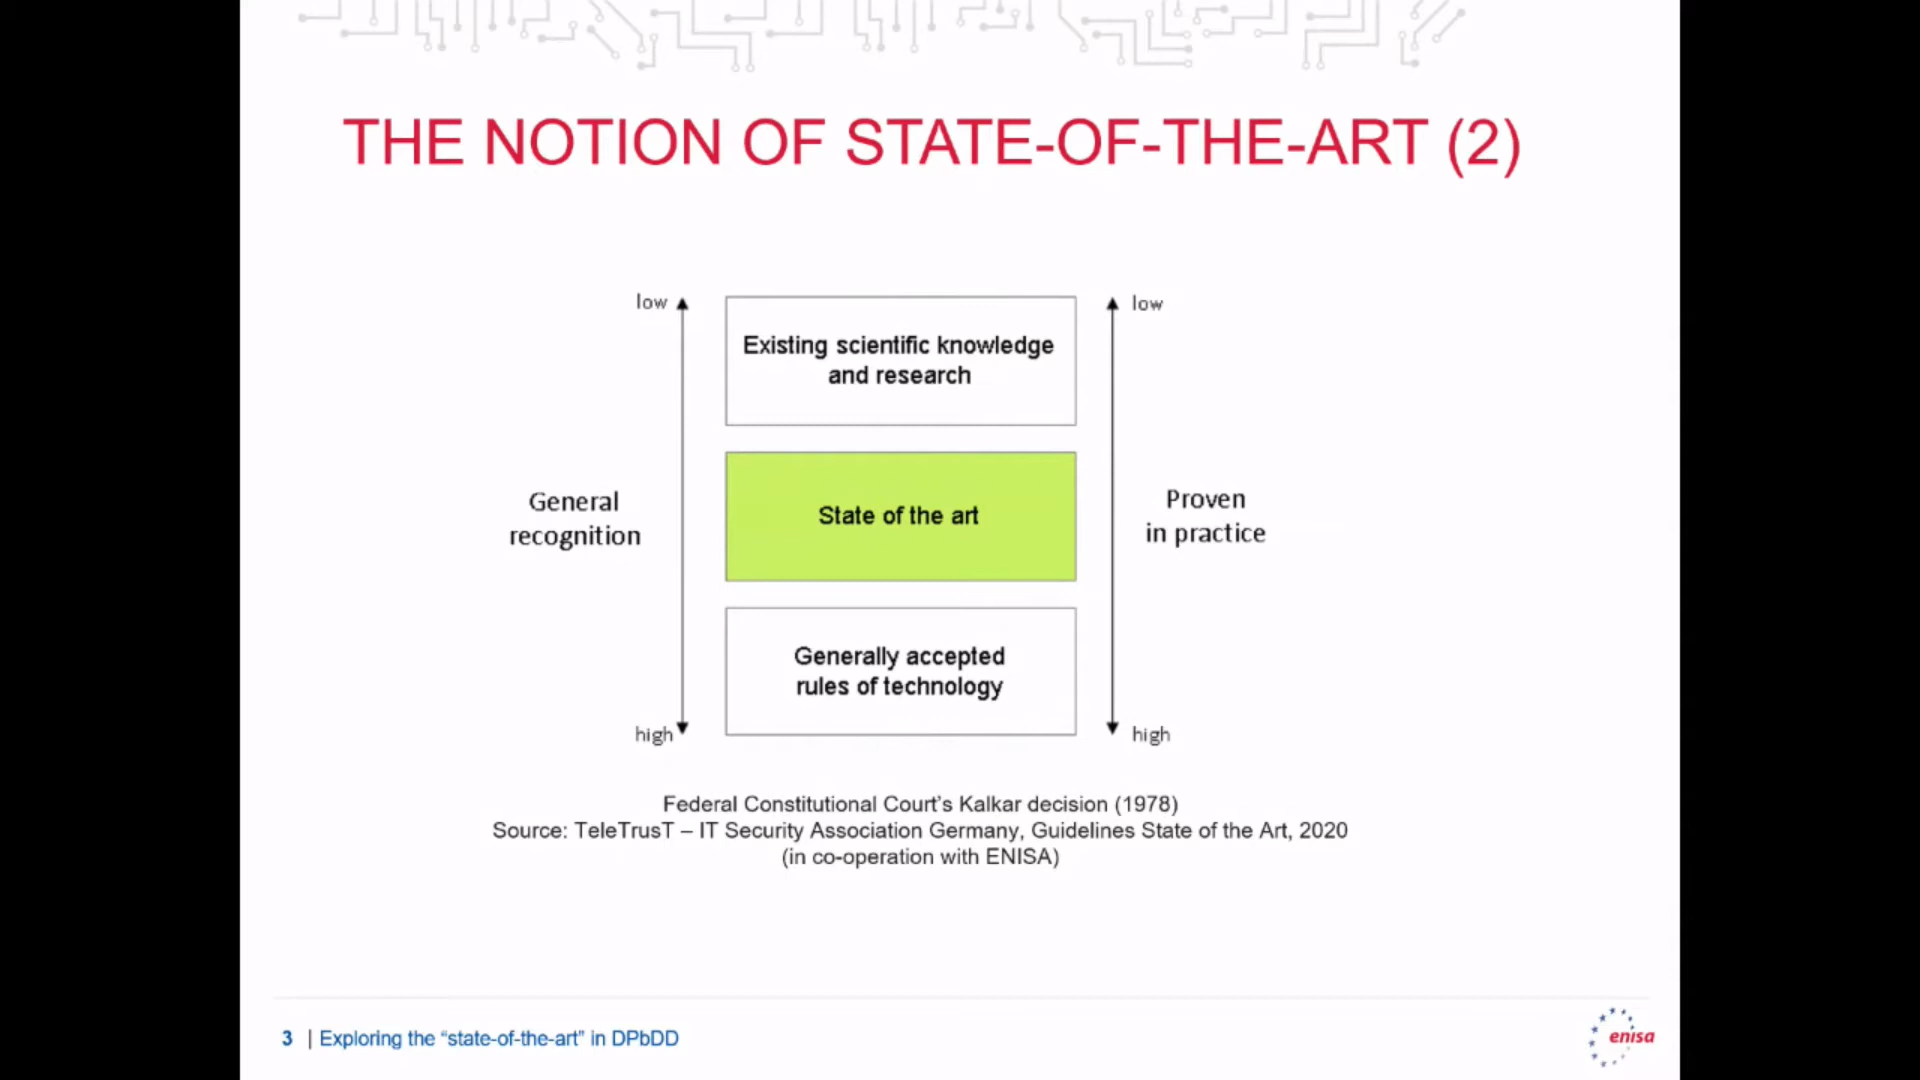 THE NOTION OF STATE-OF-THE-ART (2)
low
low
Existing scientific knowledge
and research
General
recognition
State of the art
Proven
in practice
Generally accepted
rules of technology
high
high
Federal Constitutional Court's Kalkar decision (1978)
Source: TeleTrusT – IT Security Association Germany, Guidelines State of the Art, 2020
(in co-operation with ENISA)
3 | Exploring the “state-of-the-art” in DPbDD
enisa